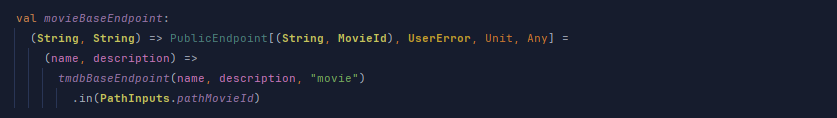 val movieBaseEndpoint:
  (String, String) => PublicEndpoint[(String, MovieId), UserError, Unit, Any] =
    (name, description) =>
      tmdbBaseEndpoint(name, description, "movie")
        .in(PathInputs.pathMovieId)